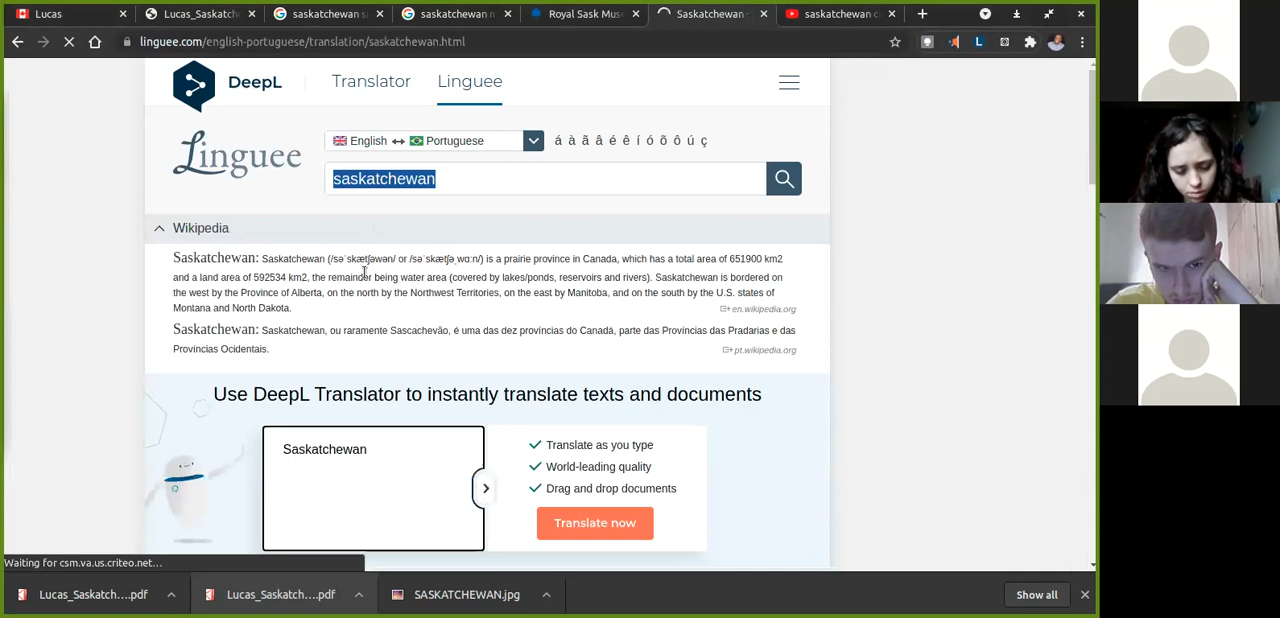 Lucas
Lucas_Saskatch
saskatchewan s
saskatchewan n
Royal Sask Mus
Saskatchewan -
saskatchewan c
linguee.com/english-portuguese/translation/saskatchewan.html
DeepL Translator Linguee
Linguee
English ↔ Portuguese
á à ã â é ê í ó õ ô ú ç
saskatchewan
Wikipedia
Saskatchewan: Saskatchewan (/səˈskætʃəwən/ or /səˈskætʃəˌwɑːn/) is a prairie province in Canada, which has a total area of 651900 km2
and a land area of 592534 km2, the remainder being water area (covered by lakes/ponds, reservoirs and rivers). Saskatchewan is bordered on
the west by the Province of Alberta, on the north by the Northwest Territories, on the east by Manitoba, and on the south by the U.S. states of
Montana and North Dakota.
en.wikipedia.org
Saskatchewan: Saskatchewan, ou raramente Sascachevão, é uma das dez províncias do Canadá, parte das Províncias das Pradarias e das
Províncias Ocidentais.
pt.wikipedia.org
Use DeepL Translator to instantly translate texts and documents
Saskatchewan
Translate as you type
World-leading quality
Drag and drop documents
Translate now
Waiting for csm.va.us.criteo.net...
Lucas_Saskatch....pdf
Lucas_Saskatch....pdf
SASKATCHEWAN.jpg
Show all